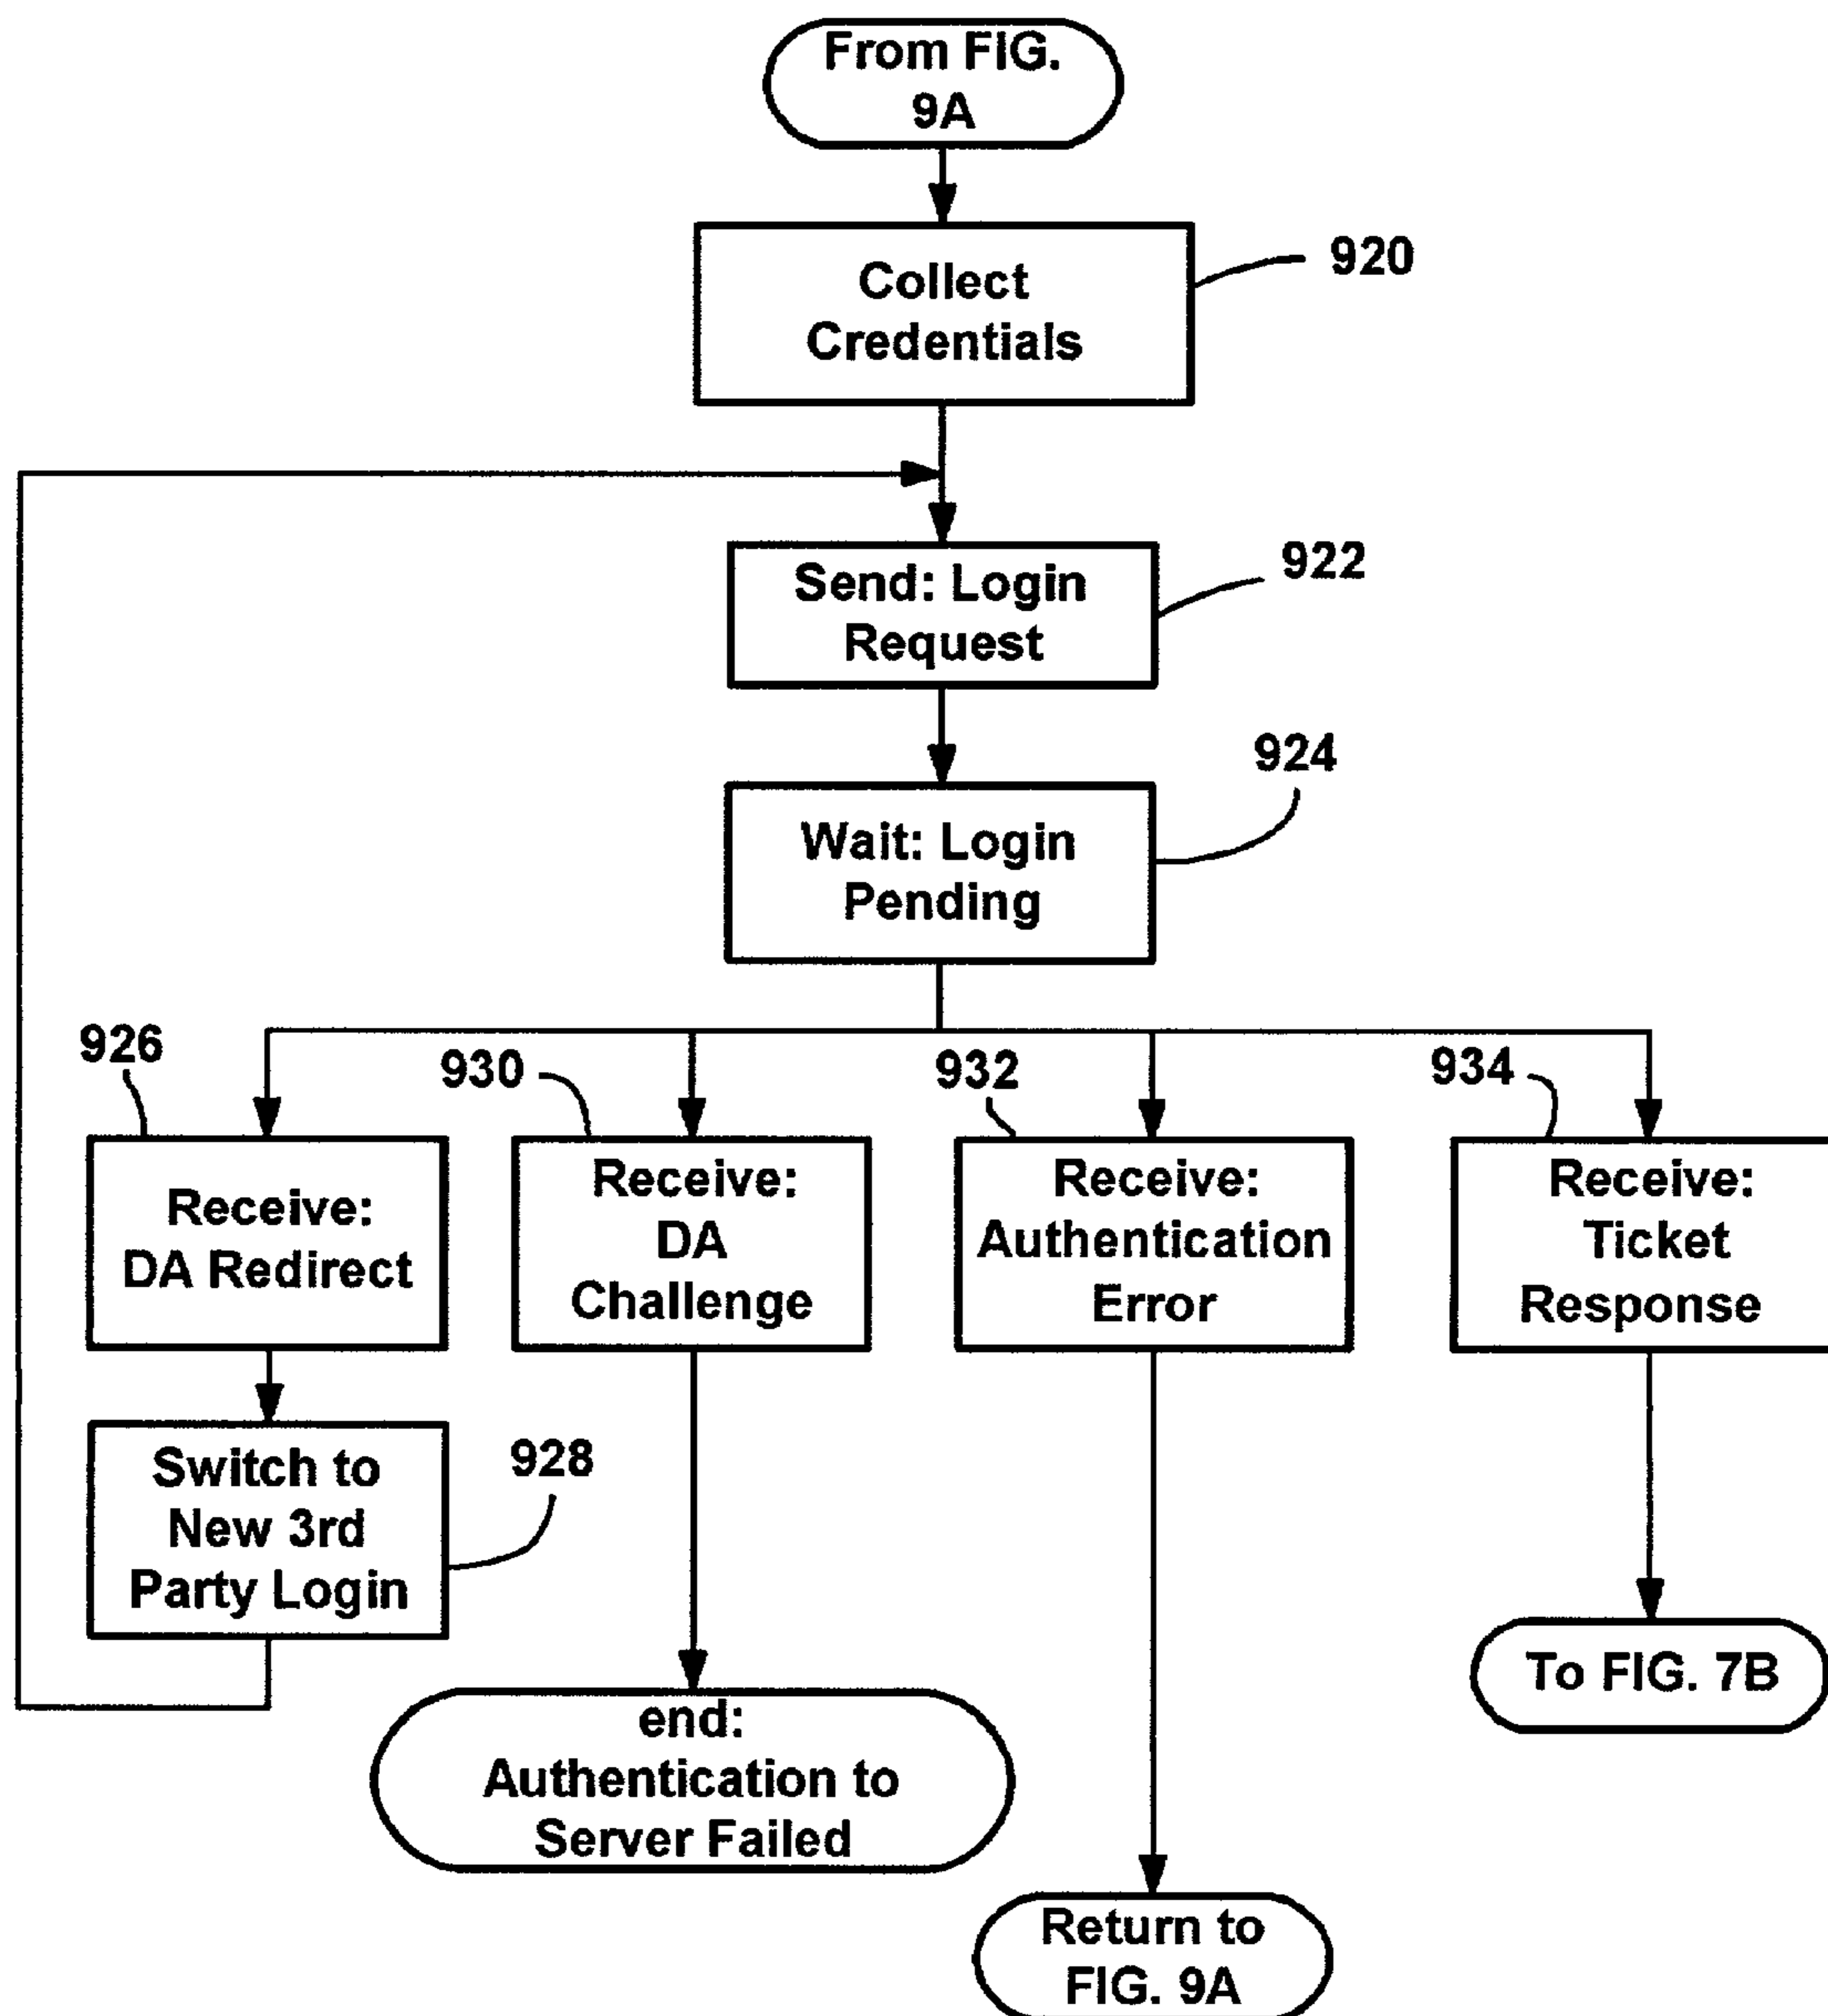 From FIG.
9A
Collect
Credentials
920
Send: Login
Request
922
Wait: Login
Pending
924
926
930
932
934
Receive:
DA Redirect
Receive:
DA
Challenge
Receive:
Authentication
Error
Receive:
Ticket
Response
Switch to
New 3rd
Party Login
928
end:
Authentication to
Server Failed
Return to
FIG. 9A
To FIG. 7B